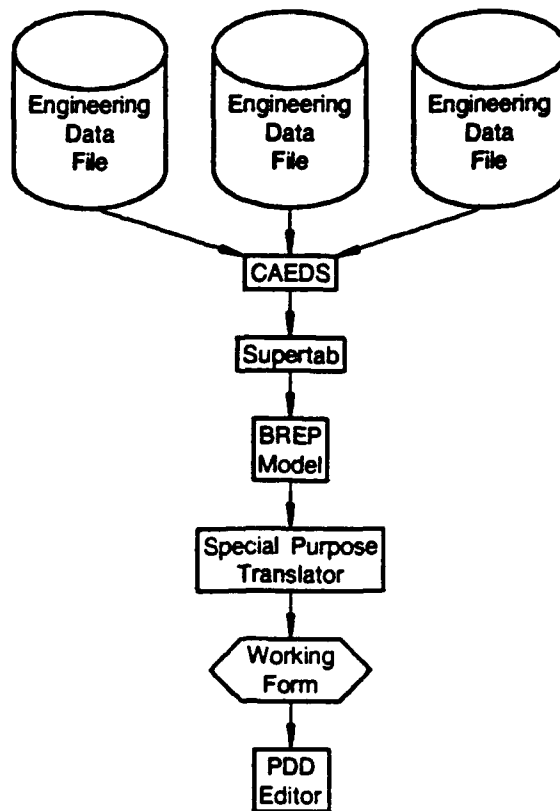 Engineering
Data
File
Engineering
Data
File
Engineering
Data
File
CAEDS
Supertab
BREP
Model
Special Purpose
Translator
Working
Form
PDD
Editor